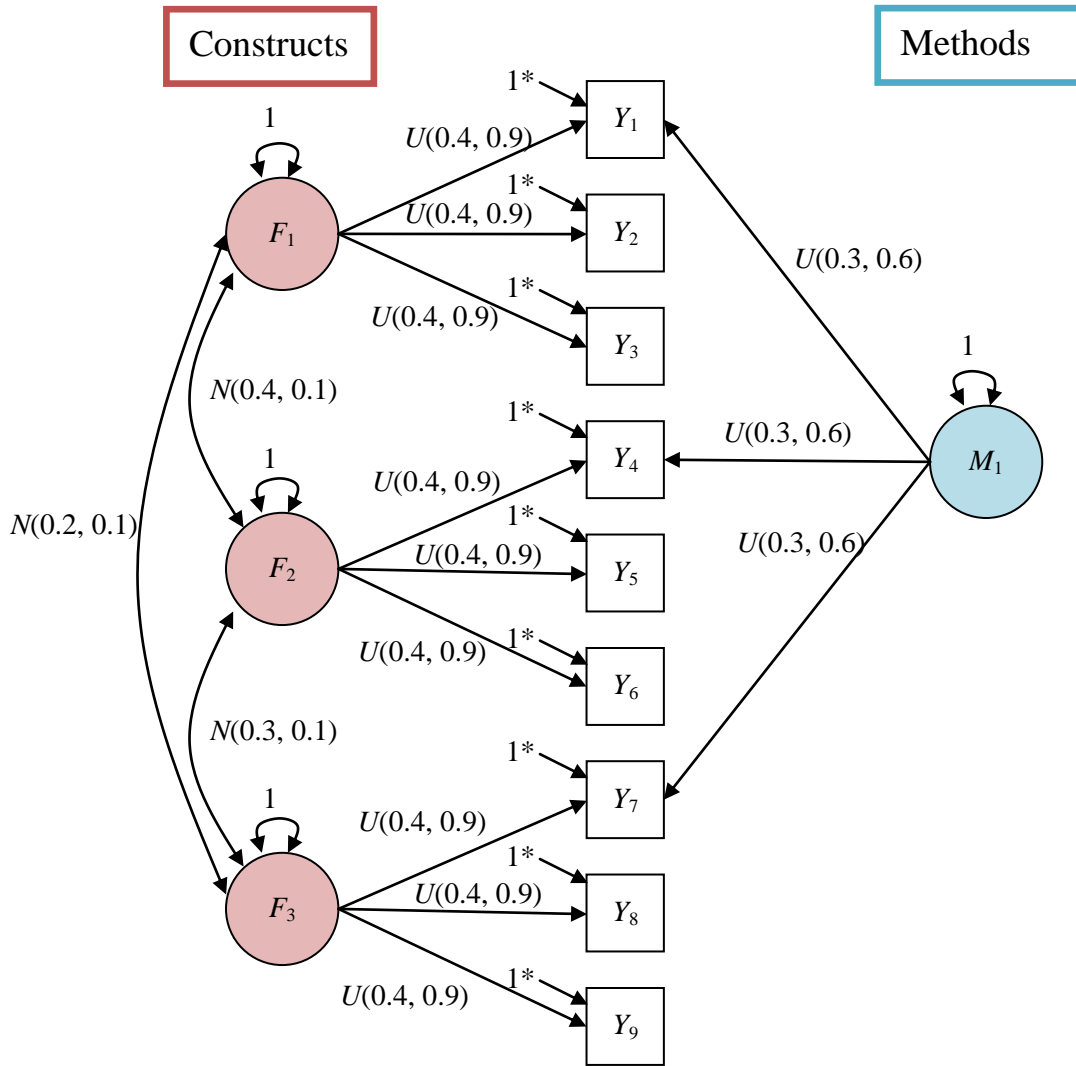 Constructs
Methods
1*
Y₁
1
U(0.4, 0.9)
1*
U(0.4, 0.9)
Y₂
F₁
U(0.3, 0.6)
1*
U(0.4, 0.9)
Y₃
1
N(0.4, 0.1)
1*
U(0.3, 0.6)
Y₄
M₁
1
U(0.4, 0.9)
1*
N(0.2, 0.1)
U(0.4, 0.9)
U(0.3, 0.6)
F₂
Y₅
1*
U(0.4, 0.9)
Y₆
N(0.3, 0.1)
1*
Y₇
1
U(0.4, 0.9)
1*
U(0.4, 0.9)
F₃
Y₈
1*
U(0.4, 0.9)
Y₉